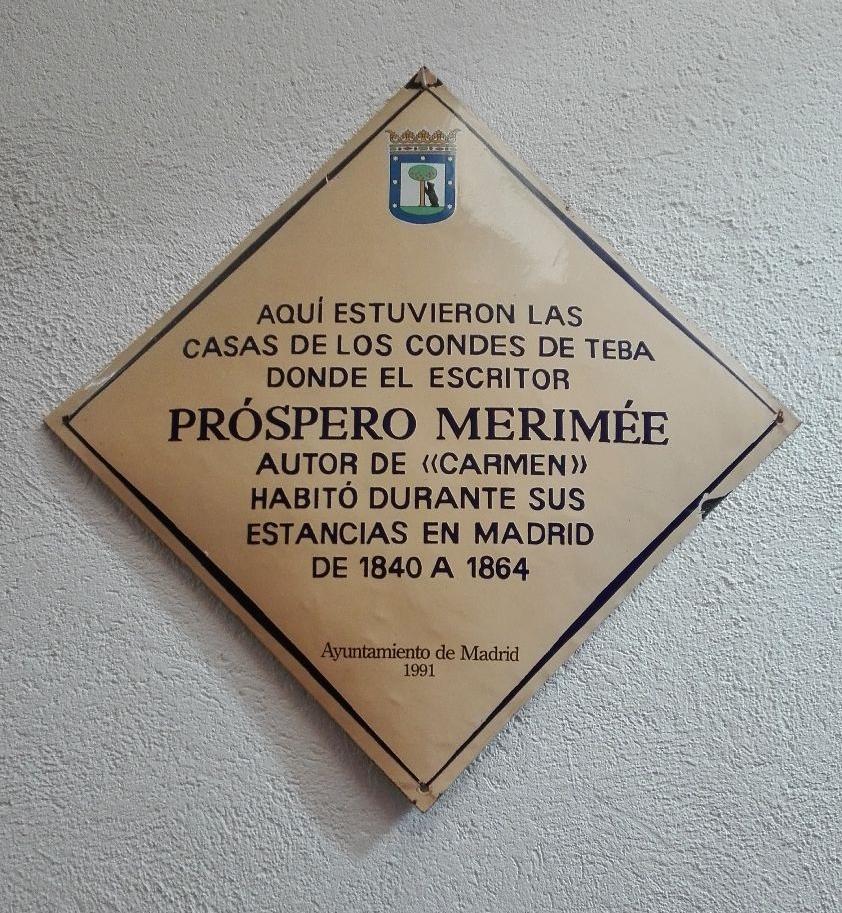 AQUÍ ESTUVIERON LAS
CASAS DE LOS CONDES DE TEBA
DONDE EL ESCRITOR
PRÓSPERO MERIMÉE
AUTOR DE «CARMEN»
HABITÓ DURANTE SUS
ESTANCIAS EN MADRID
DE 1840 A 1864
Ayuntamiento de Madrid
1991